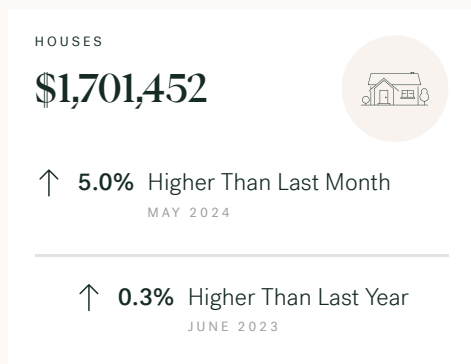 HOUSES
$1,701,452
↑ 5.0% Higher Than Last Month
MAY 2024
↑ 0.3% Higher Than Last Year
JUNE 2023